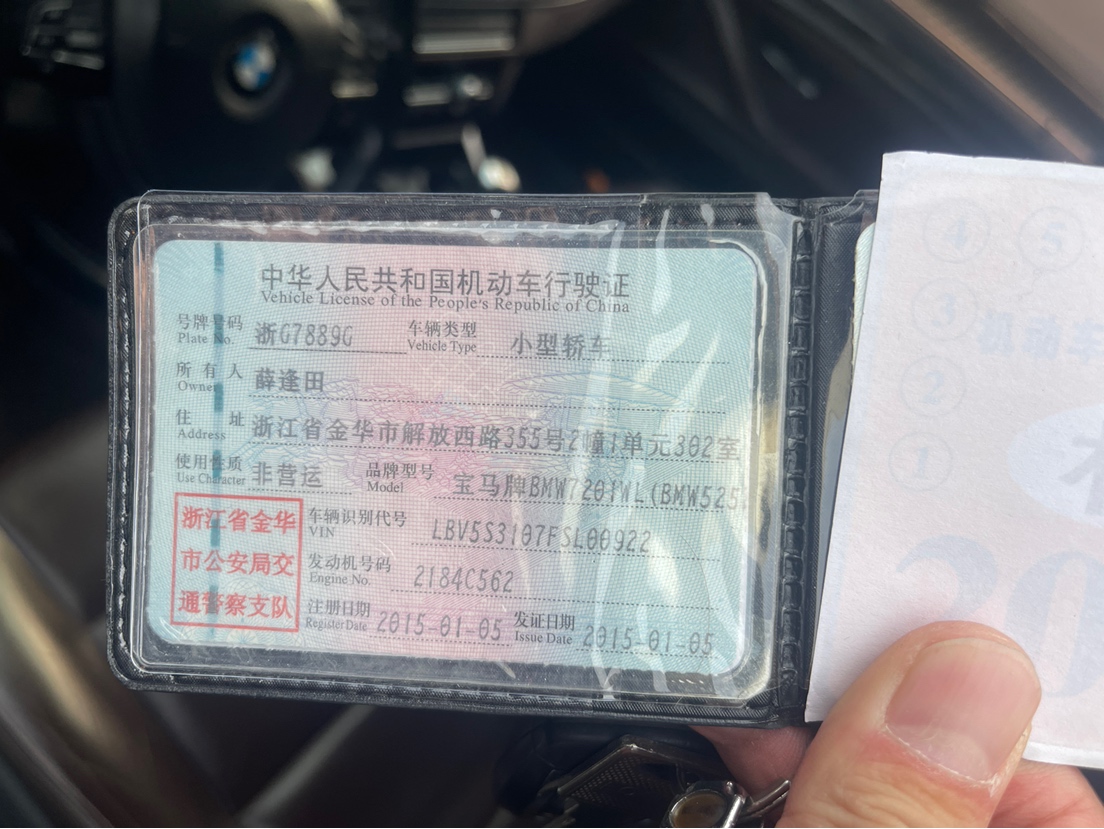 中华人民共和国机动车行驶证
Vehicle License of the People's Republic of China
号牌号码 浙G7889G 车辆类型 小型轿车
Plate No. Vehicle Type
所有人 薛逢田
Owner
住址 浙江省金华市解放西路355号2幢1单元302室
Address
使用性质 非营运 品牌型号 宝马牌BMW7201WL(BMW525
Use Character Model
浙江省金华
市公安局交
通警察支队
车辆识别代号 LBV5S3107FSL00922
VIN
发动机号码 2184C562
Engine No.
注册日期 2015-01-05 发证日期 2015-01-05
Register Date Issue Date
4 5
3 机动车
2
1